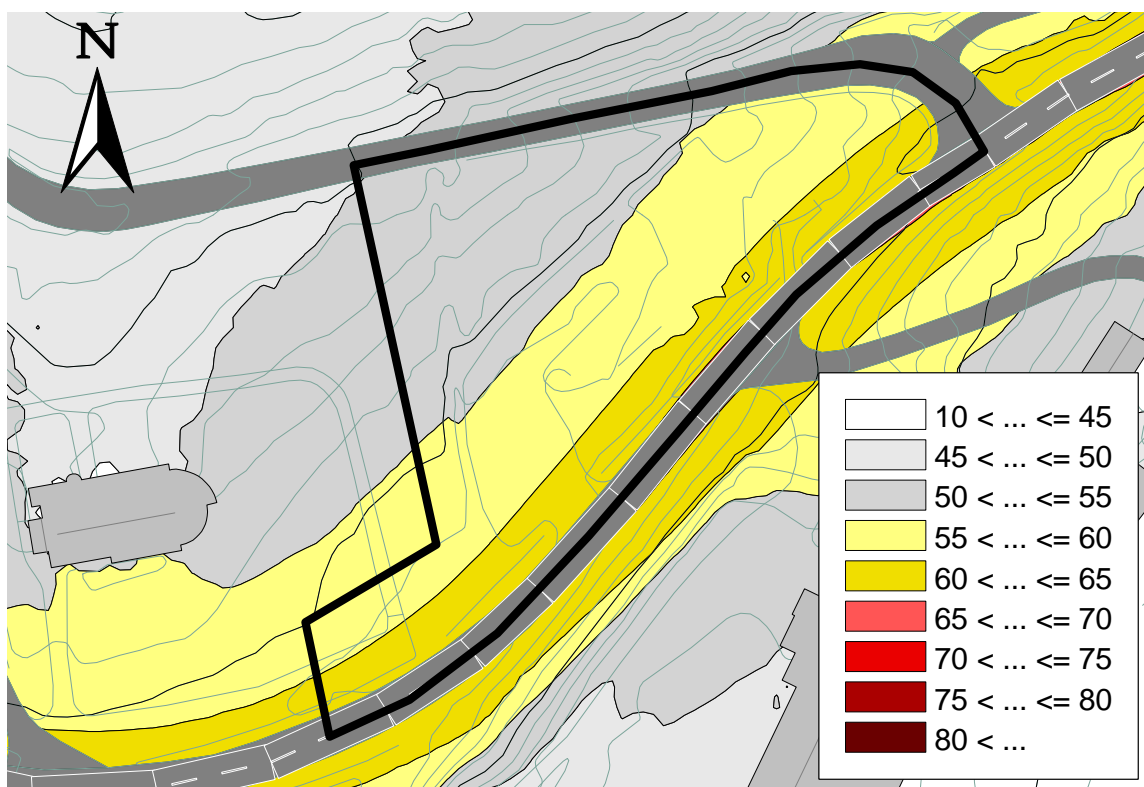 N
10 < ... <= 45
45 < ... <= 50
50 < ... <= 55
55 < ... <= 60
60 < ... <= 65
65 < ... <= 70
70 < ... <= 75
75 < ... <= 80
80 < ...